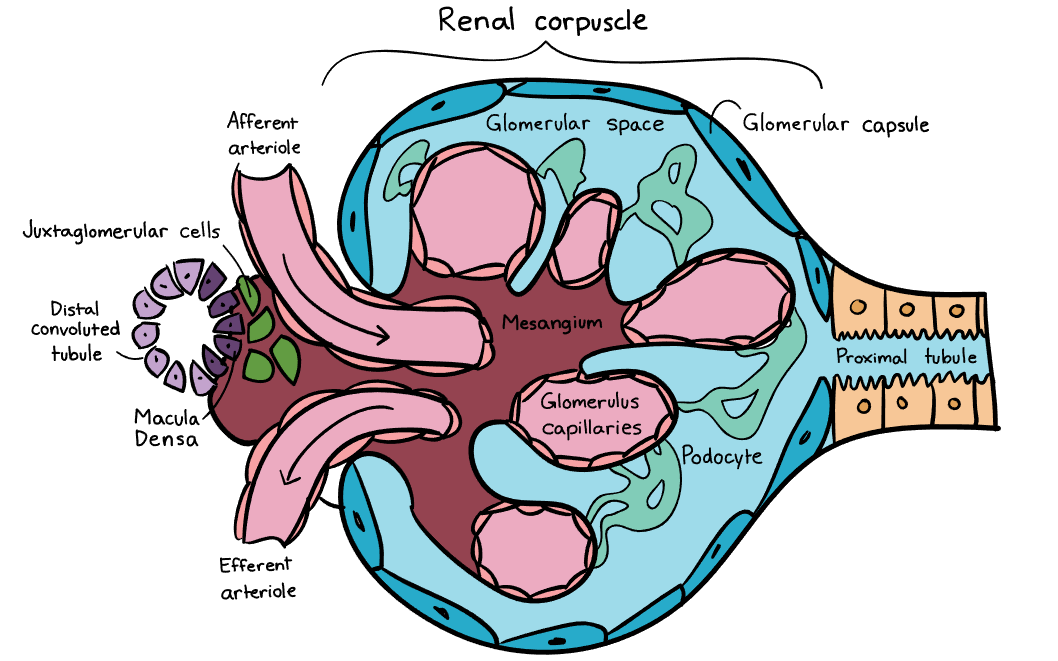 Renal corpuscle
Afferent
arteriole
Glomerular space
Glomerular capsule
Juxtaglomerular cells
Distal
convoluted
tubule
Mesangium
Proximal tubule
Macula
Densa
Glomerulus
capillaries
Podocyte
Efferent
arteriole